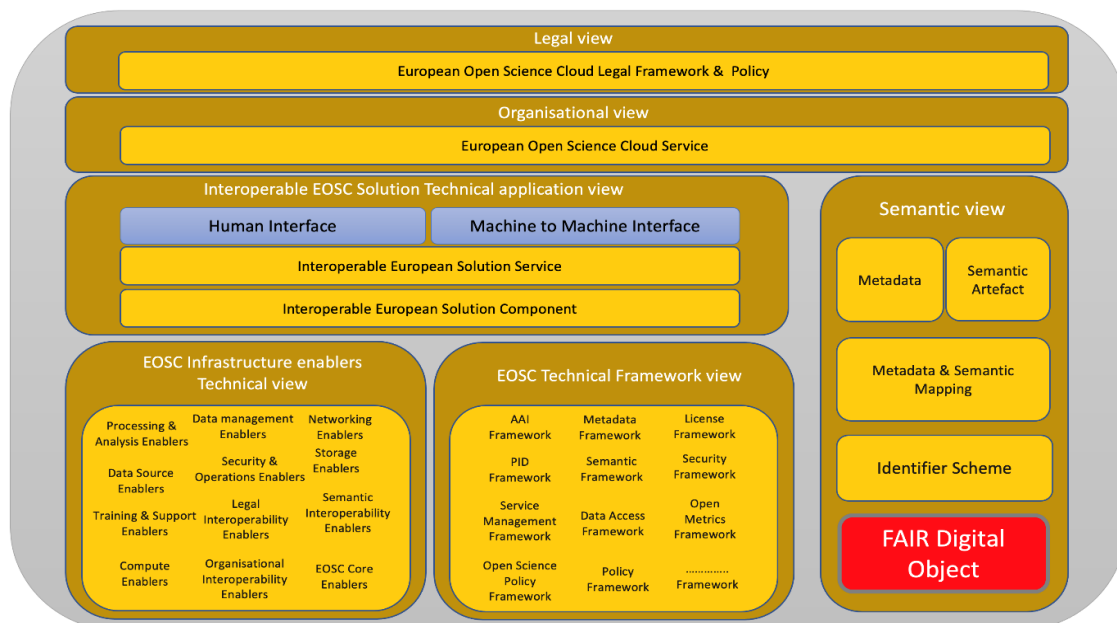 Legal view
European Open Science Cloud Legal Framework & Policy
Organisational view
European Open Science Cloud Service
Interoperable EOSC Solution Technical application view
Human Interface
Machine to Machine Interface
Interoperable European Solution Service
Interoperable European Solution Component
EOSC Infrastructure enablers
Technical view
Processing &
Analysis Enablers
Data management
Enablers
Networking
Enablers
Data Source
Enablers
Security &
Operations Enablers
Storage
Enablers
Training & Support
Enablers
Legal
Interoperability
Enablers
Semantic
Interoperability
Enablers
Compute
Enablers
Organisational
Interoperability
Enablers
EOSC Core
Enablers
EOSC Technical Framework view
AAI
Framework
Metadata
Framework
License
Framework
PID
Framework
Semantic
Framework
Security
Framework
Service
Management
Framework
Data Access
Framework
Open
Metrics
Framework
Open Science
Policy
Framework
Policy
Framework
.............
Framework
Semantic view
Metadata
Semantic
Artefact
Metadata & Semantic
Mapping
Identifier Scheme
FAIR Digital
Object